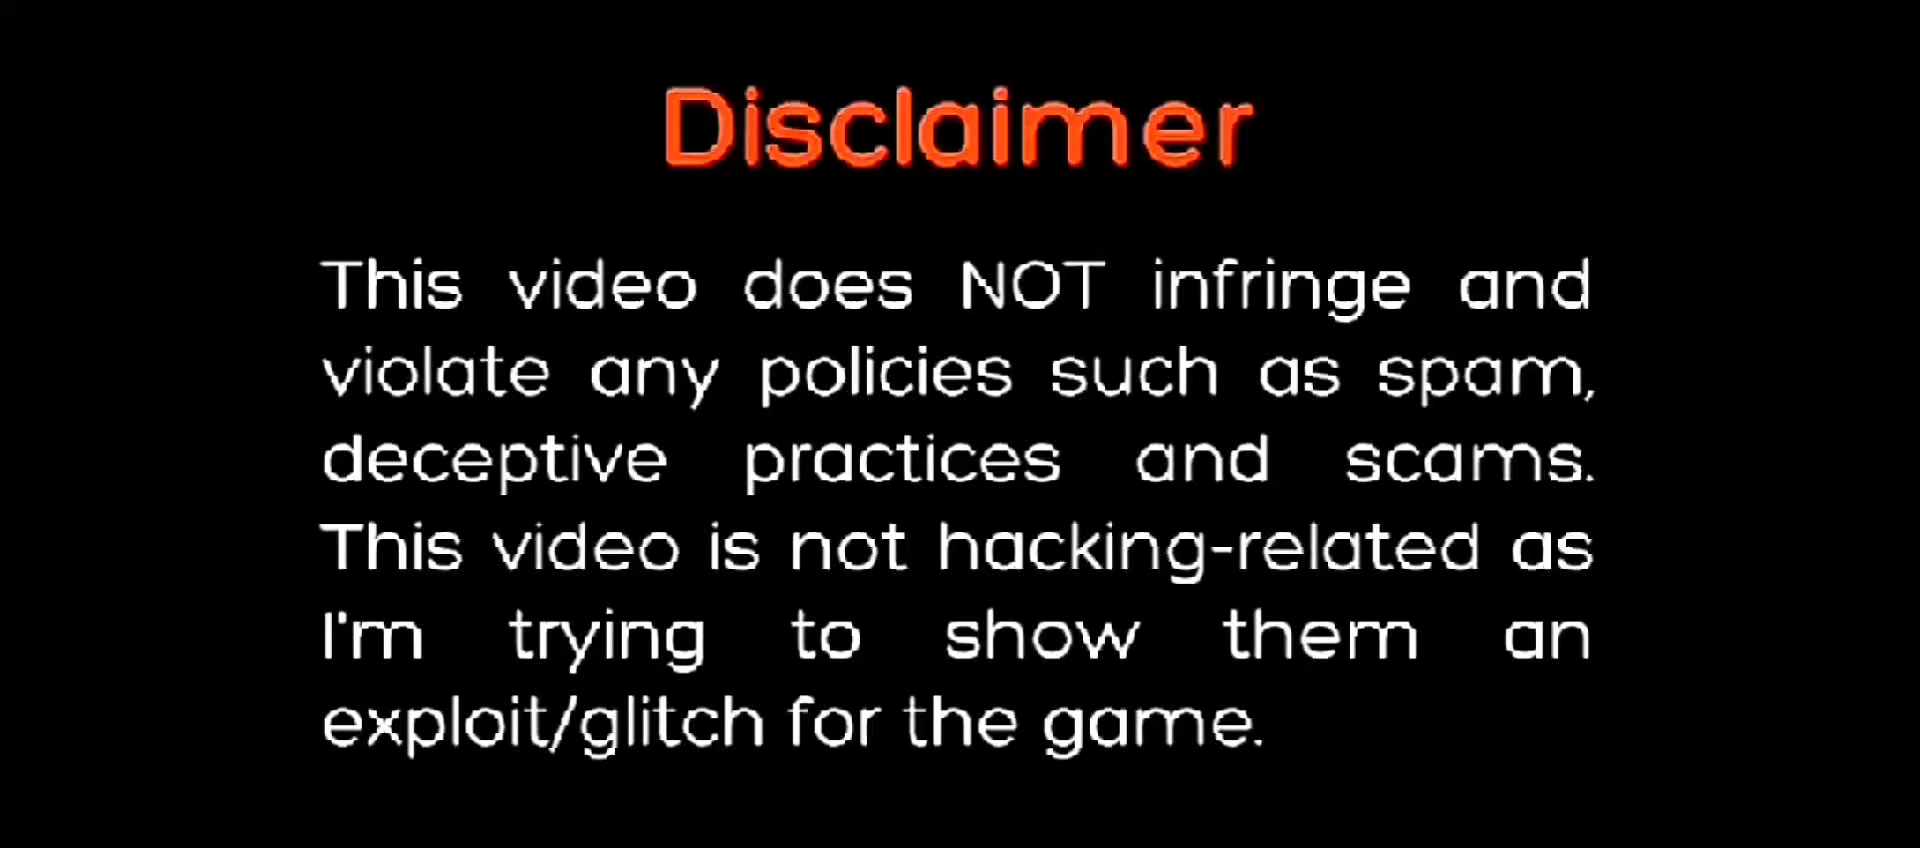 Disclaimer
This video does NOT infringe and
violate any policies such as spam,
deceptive practices and scams.
This video is not hacking-related as
I'm trying to show them an
exploit/glitch for the game.